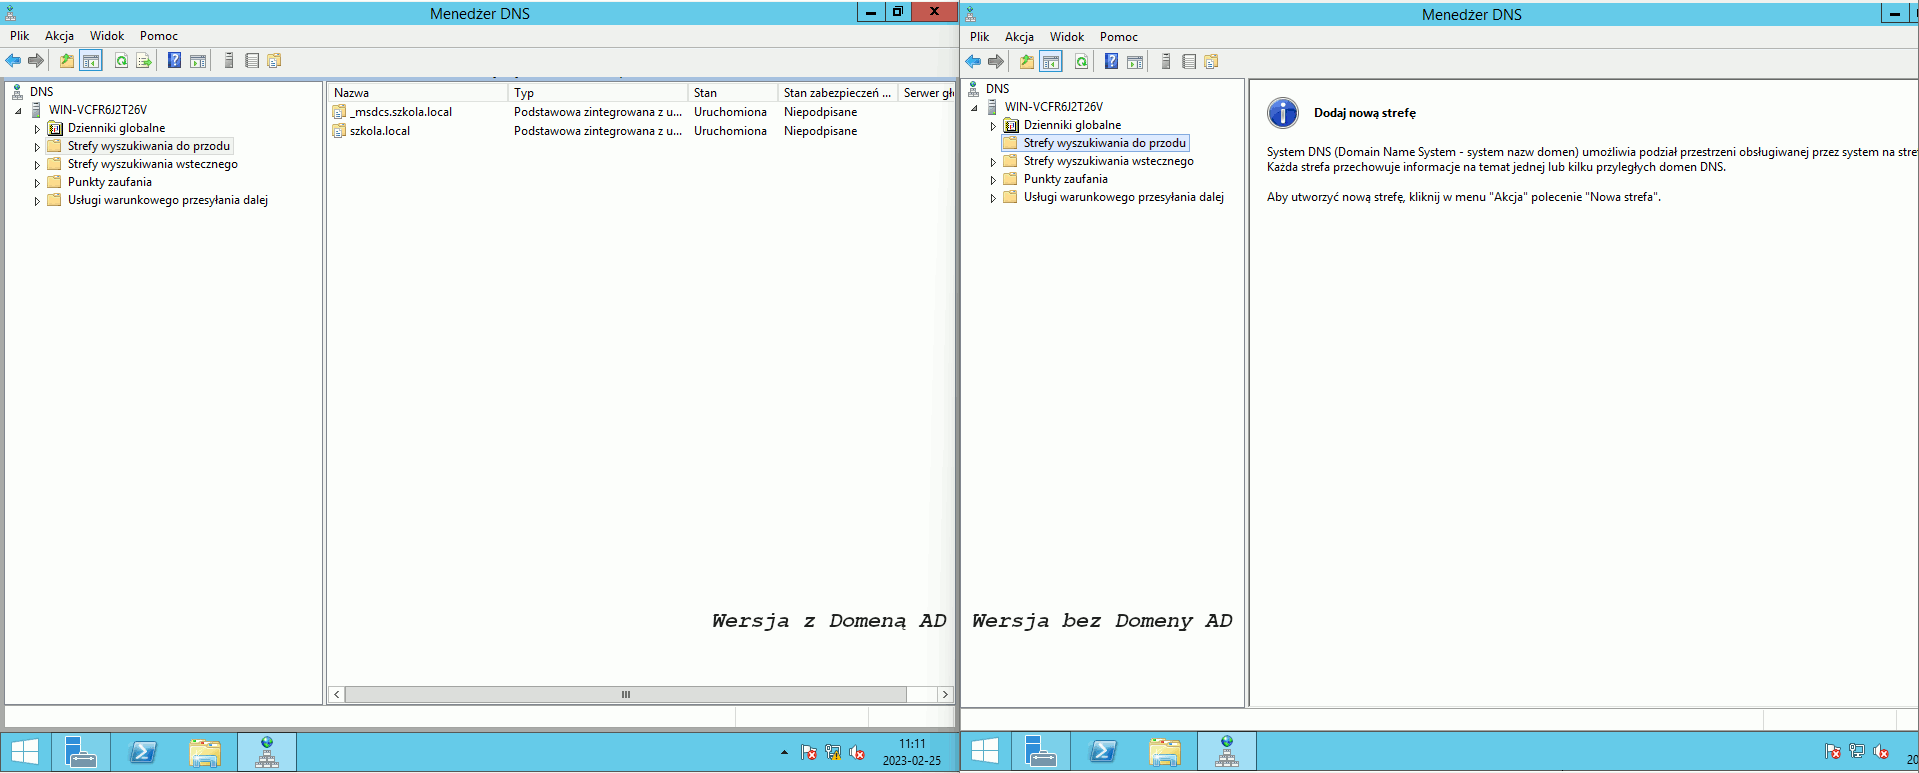 Menedżer DNS
Plik Akcja Widok Pomoc
DNS
WIN-VCFR6J2T26V
Dzienniki globalne
Strefy wyszukiwania do przodu
Strefy wyszukiwania wstecznego
Punkty zaufania
Usługi warunkowego przesyłania dalej
Nazwa Typ Stan Stan zabezpieczeń ... Serwer
_msdcs.szkola.local Podstawowa zintegrowana z u... Uruchomiona Niepodpisane
szkola.local Podstawowa zintegrowana z u... Uruchomiona Niepodpisane
Wersja z Domeną AD
11:11
2023-02-25
Menedżer DNS
Plik Akcja Widok Pomoc
DNS
WIN-VCFR6J2T26V
Dzienniki globalne
Strefy wyszukiwania do przodu
Strefy wyszukiwania wstecznego
Punkty zaufania
Usługi warunkowego przesyłania dalej
Dodaj nową strefę
System DNS (Domain Name System - system nazw domen) umożliwia podział przestrzeni obsługiwanej przez system na
Każda strefa przechowuje informacje na temat jednej lub kilku przyległych domen DNS.
Aby utworzyć nową strefę, kliknij w menu "Akcja" polecenie "Nowa strefa".
Wersja bez Domeny AD